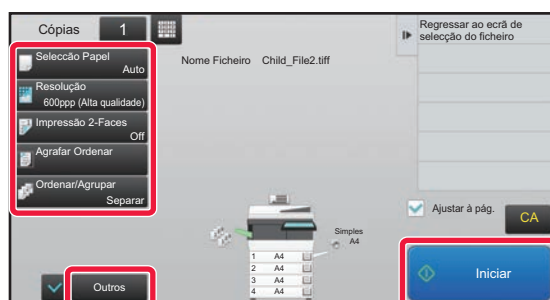 Cópias 1
Selecção Papel
Auto
Resolução
600ppp (Alta qualidade)
Impressão 2-Faces
Off
Agrafar Ordenar
Ordenar/Agrupar
Separar
Outros
Nome Ficheiro Child_File2.tiff
Simples
A4
1 A4
2 A4
3 A4
4 A4
Regressar ao ecrã de
selecção do ficheiro
Ajustar à pág.
CA
Iniciar